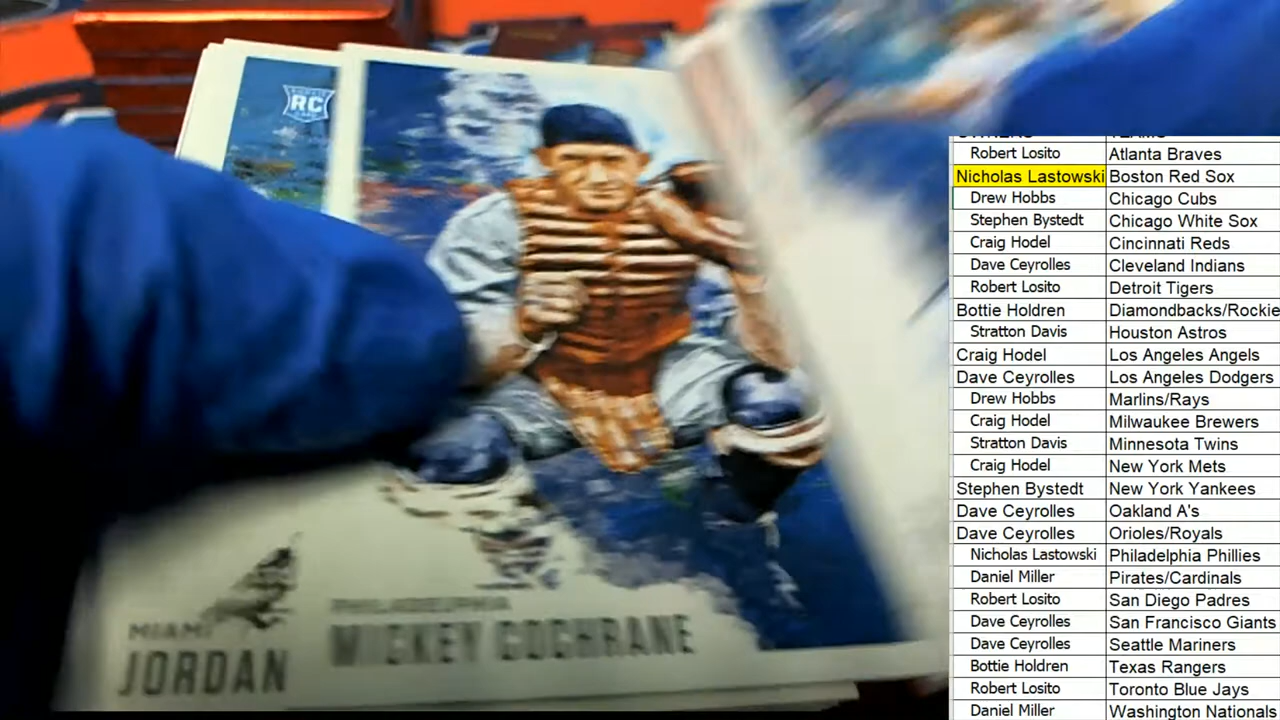 RC
PHILADELPHIA
MICKEY COCHRANE
MIAMI
JORDAN
Robert Losito Atlanta Braves
Nicholas Lastowski Boston Red Sox
Drew Hobbs Chicago Cubs
Stephen Bystedt Chicago White Sox
Craig Hodel Cincinnati Reds
Dave Ceyrolles Cleveland Indians
Robert Losito Detroit Tigers
Bottie Holdren Diamondbacks/Rockie
Stratton Davis Houston Astros
Craig Hodel Los Angeles Angels
Dave Ceyrolles Los Angeles Dodgers
Drew Hobbs Marlins/Rays
Craig Hodel Milwaukee Brewers
Stratton Davis Minnesota Twins
Craig Hodel New York Mets
Stephen Bystedt New York Yankees
Dave Ceyrolles Oakland A's
Dave Ceyrolles Orioles/Royals
Nicholas Lastowski Philadelphia Phillies
Daniel Miller Pirates/Cardinals
Robert Losito San Diego Padres
Dave Ceyrolles San Francisco Giants
Dave Ceyrolles Seattle Mariners
Bottie Holdren Texas Rangers
Robert Losito Toronto Blue Jays
Daniel Miller Washington Nationals